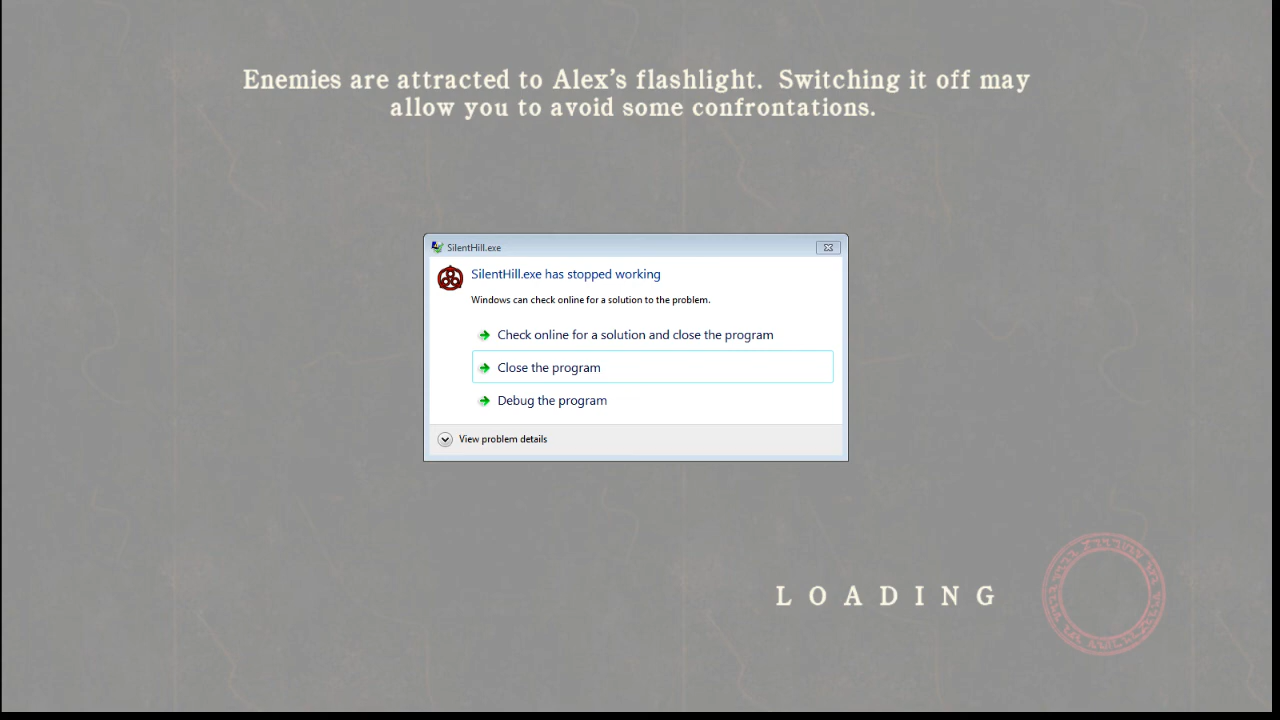 Enemies are attracted to Alex's flashlight. Switching it off may
allow you to avoid some confrontations.
SilentHill.exe
SilentHill.exe has stopped working
Windows can check online for a solution to the problem.
Check online for a solution and close the program
Close the program
Debug the program
View problem details
LOADING